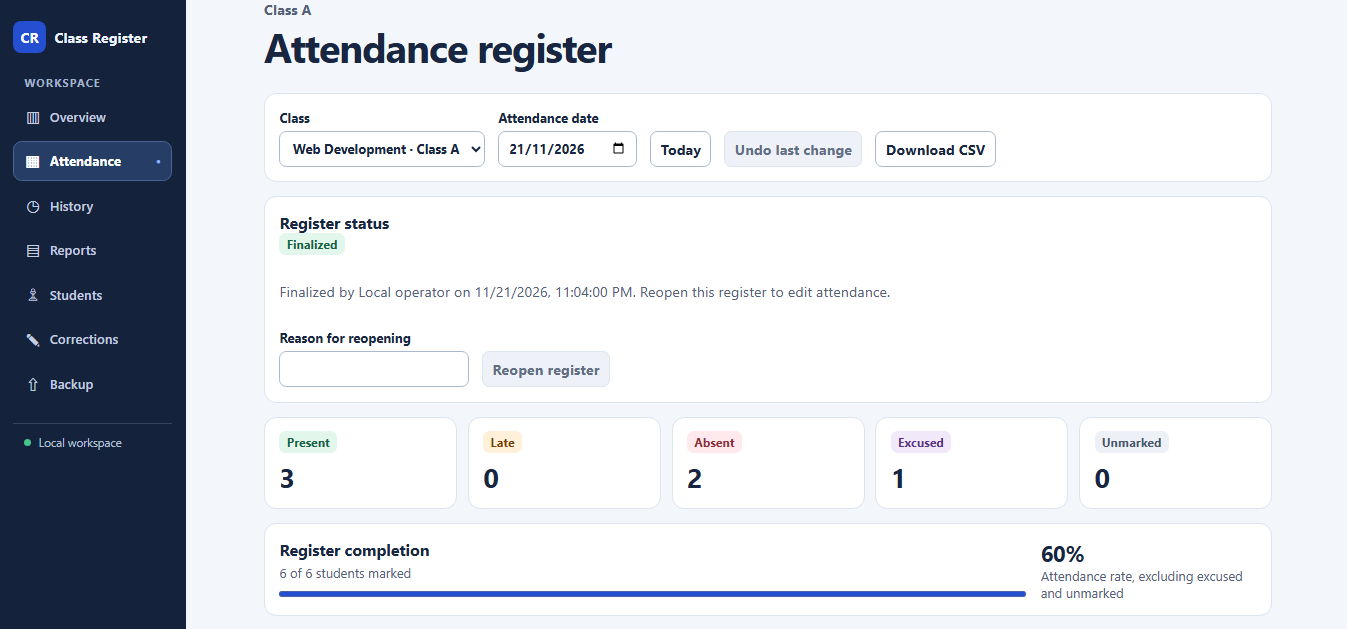 CR Class Register
WORKSPACE
Overview
Attendance
History
Reports
Students
Corrections
Backup
Local workspace
Class A
Attendance register
Class
Attendance date
Web Development · Class A
21/11/2026
Today
Undo last change
Download CSV
Register status
Finalized
Finalized by Local operator on 11/21/2026, 11:04:00 PM. Reopen this register to edit attendance.
Reason for reopening
Reopen register
Present
3
Late
0
Absent
2
Excused
1
Unmarked
0
Register completion
6 of 6 students marked
60%
Attendance rate, excluding excused
and unmarked